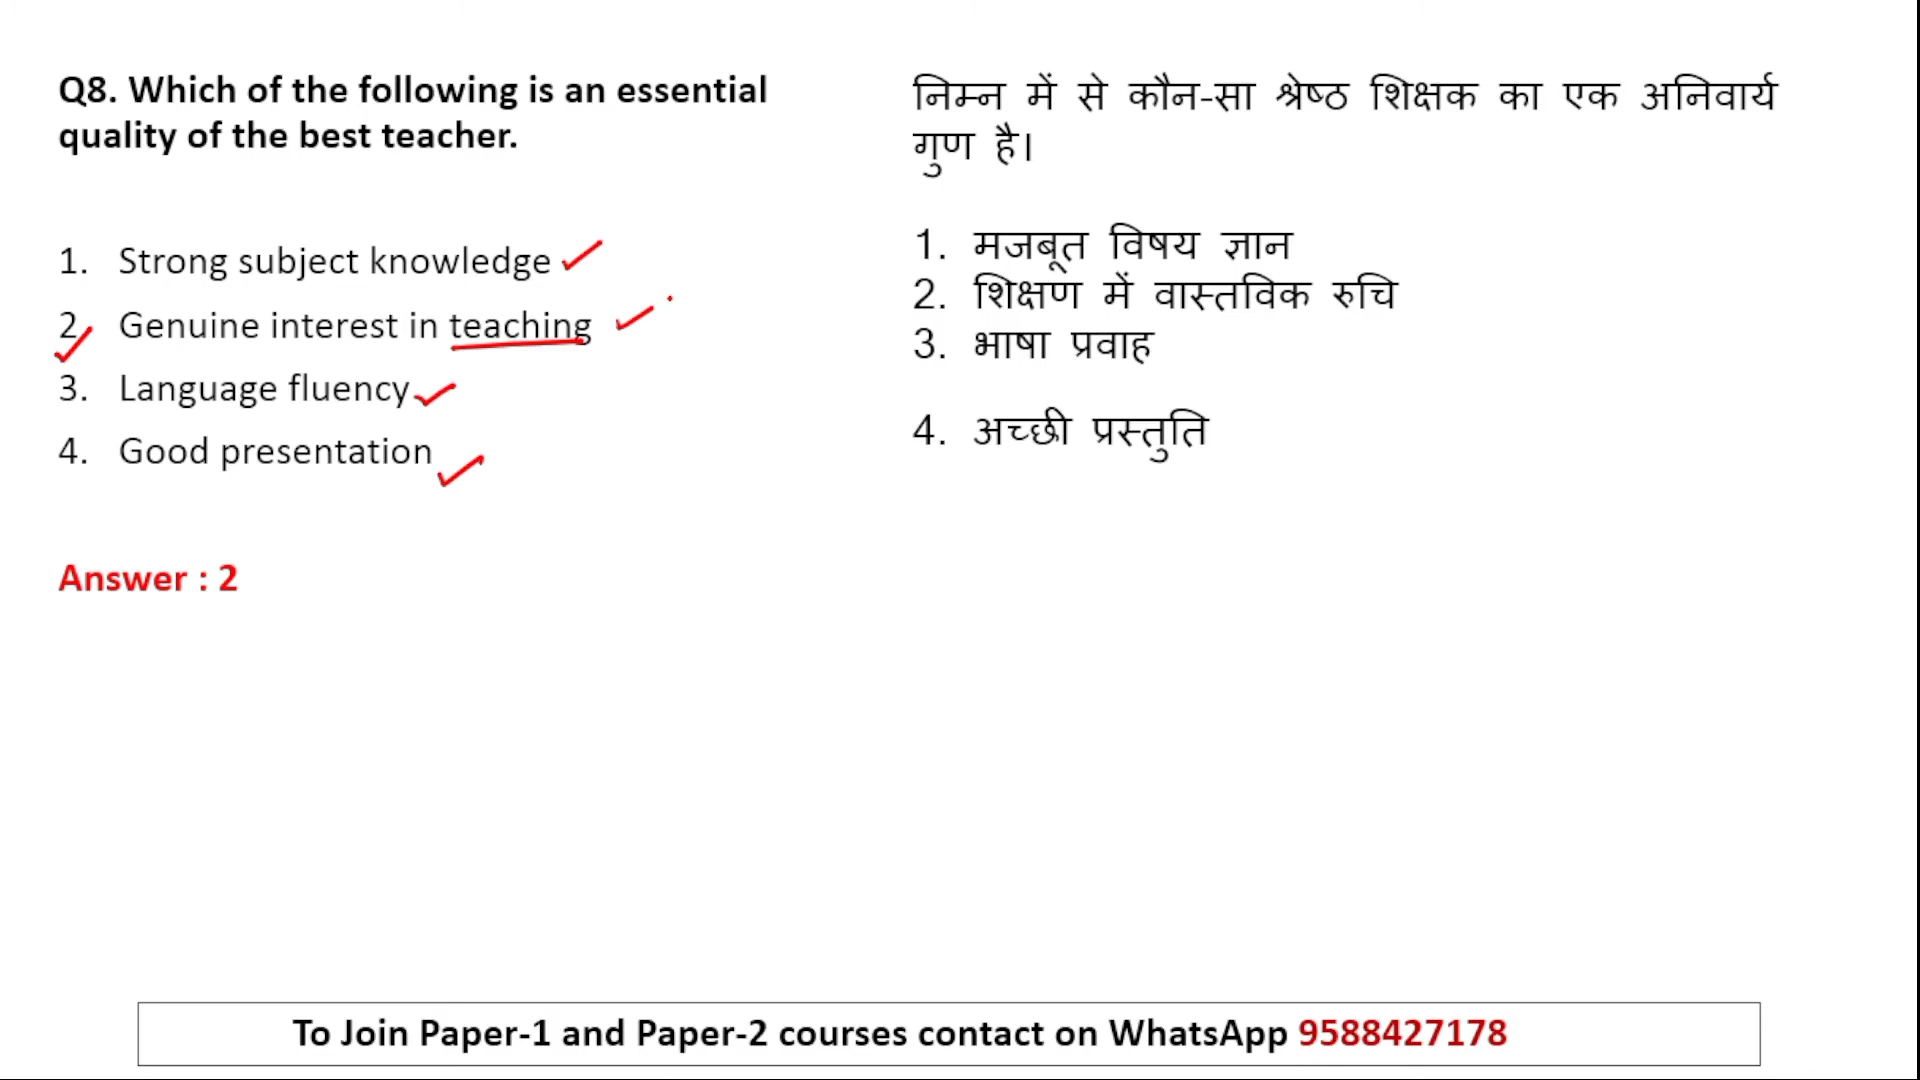 Q8. Which of the following is an essential
quality of the best teacher.
1. Strong subject knowledge
2. Genuine interest in teaching
3. Language fluency
4. Good presentation
Answer : 2
निम्न में से कौन-सा श्रेष्ठ शिक्षक का एक अनिवार्य
गुण है।
1. मजबूत विषय ज्ञान
2. शिक्षण में वास्तविक रुचि
3. भाषा प्रवाह
4. अच्छी प्रस्तुति
To Join Paper-1 and Paper-2 courses contact on WhatsApp 9588427178